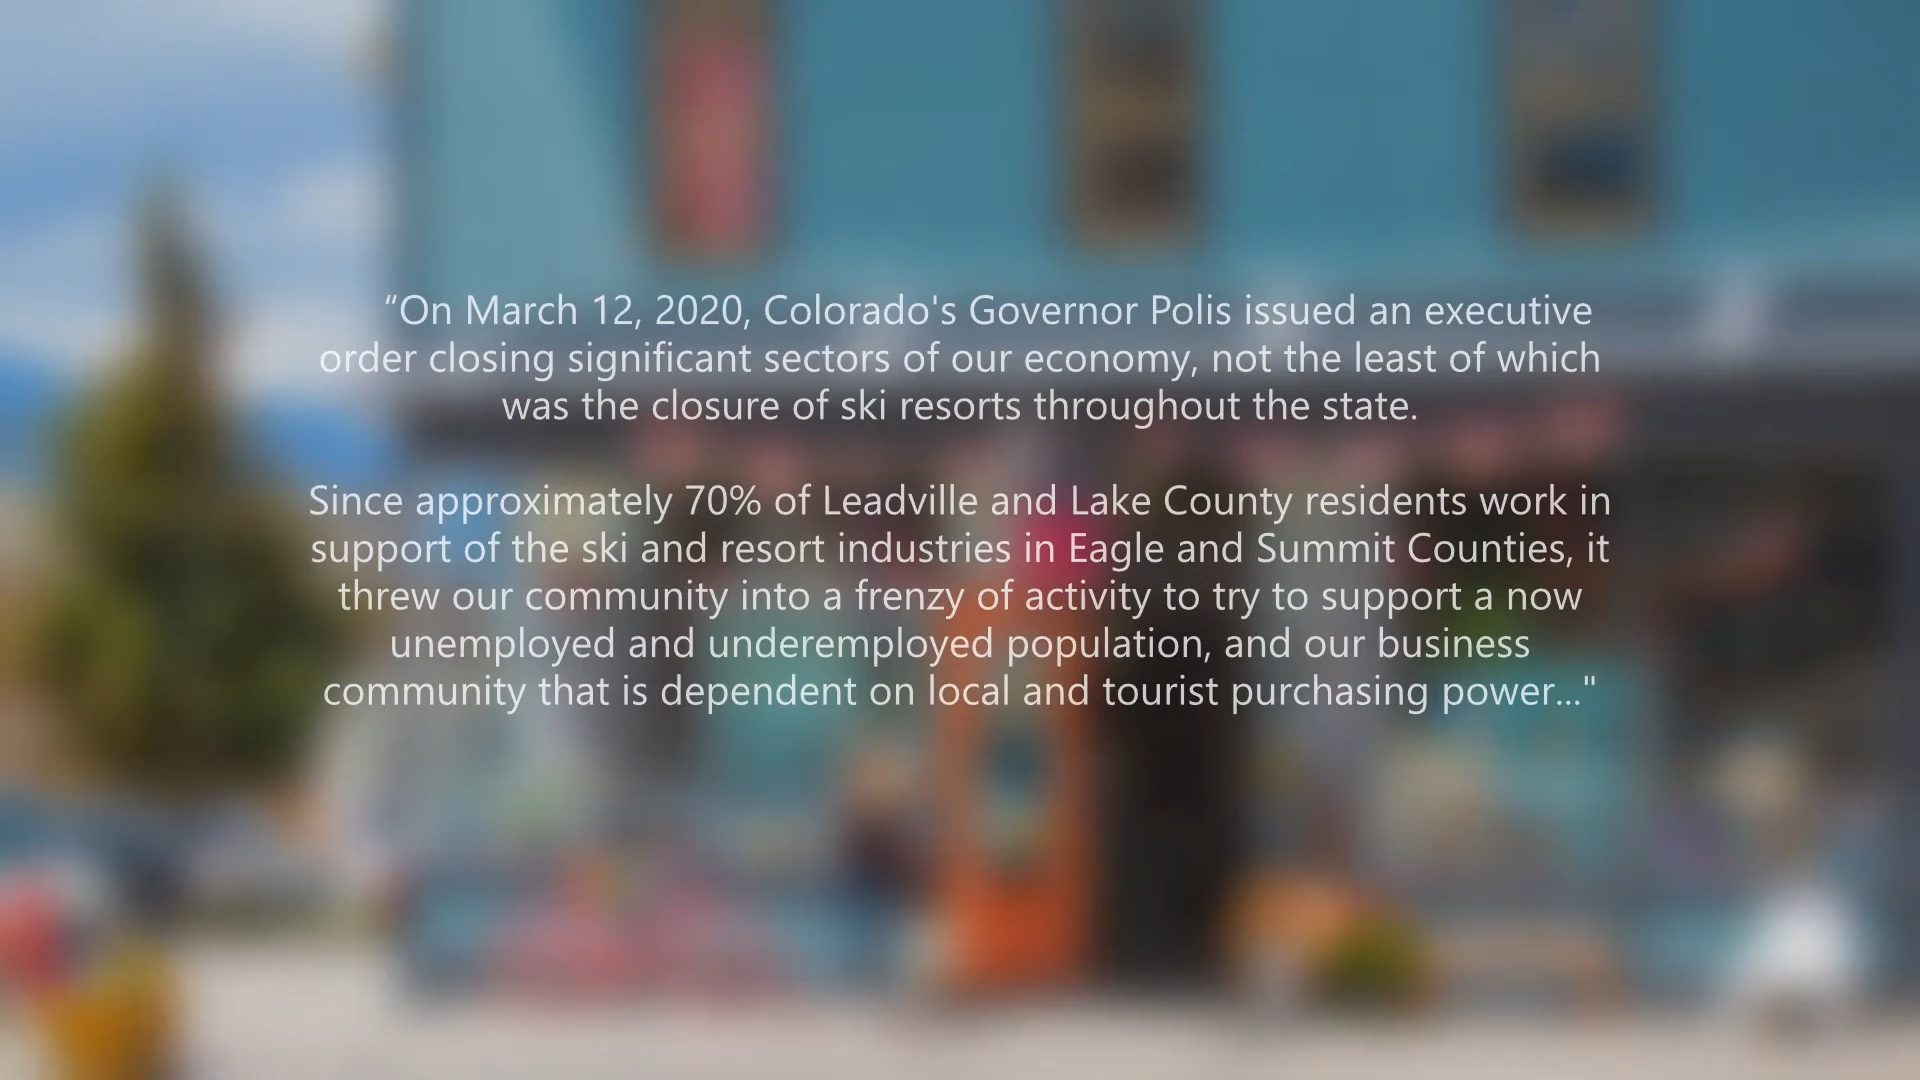 “On March 12, 2020, Colorado's Governor Polis issued an executive
order closing significant sectors of our economy, not the least of which
was the closure of ski resorts throughout the state.
Since approximately 70% of Leadville and Lake County residents work in
support of the ski and resort industries in Eagle and Summit Counties, it
threw our community into a frenzy of activity to try to support a now
unemployed and underemployed population, and our business
community that is dependent on local and tourist purchasing power..."